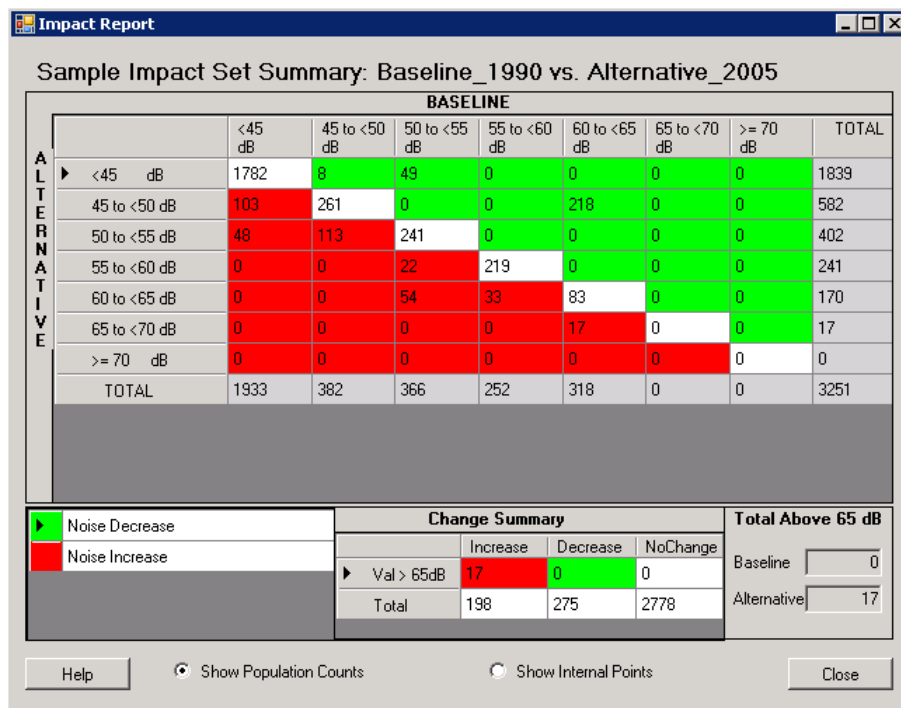 Impact Report
Sample Impact Set Summary: Baseline_1990 vs. Alternative_2005
BASELINE
ALTERNATIVE
<45 dB 45 to <50 dB 50 to <55 dB 55 to <60 dB 60 to <65 dB 65 to <70 dB >= 70 dB TOTAL
<45 dB 1782 8 49 0 0 0 0 1839
45 to <50 dB 103 261 0 0 218 0 0 582
50 to <55 dB 48 113 241 0 0 0 0 402
55 to <60 dB 0 0 22 219 0 0 0 241
60 to <65 dB 0 0 54 33 83 0 0 170
65 to <70 dB 0 0 0 0 17 0 0 17
>= 70 dB 0 0 0 0 0 0 0 0
TOTAL 1933 382 366 252 318 0 0 3251
Noise Decrease
Noise Increase
Change Summary
Increase Decrease NoChange
Val > 65dB 17 0 0
Total 198 275 2778
Total Above 65 dB
Baseline 0
Alternative 17
Help Show Population Counts Show Internal Points Close